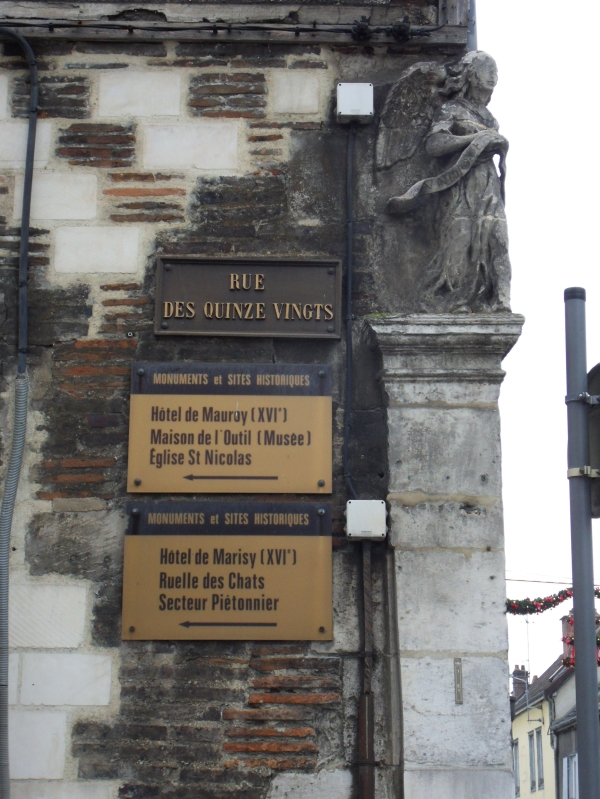 RUE
DES QUINZE VINGTS
MONUMENTS et SITES HISTORIQUES
Hôtel de Mauroy (XVI°)
Maison de l'Outil (Musée)
Église St Nicolas
MONUMENTS et SITES HISTORIQUES
Hôtel de Marisy (XVI°)
Ruelle des Chats
Secteur Piétonnier